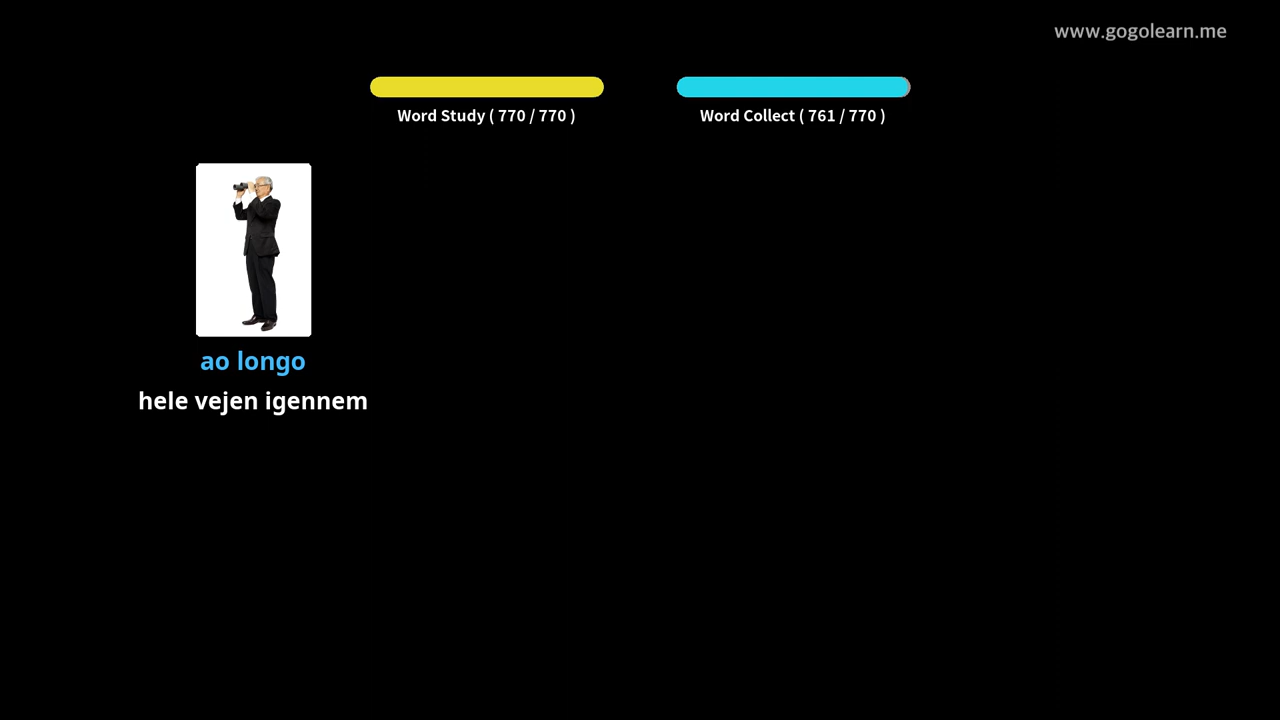 www.gogolearn.me
Word Study ( 770 / 770 )
Word Collect ( 761 / 770 )
ao longo
hele vejen igennem